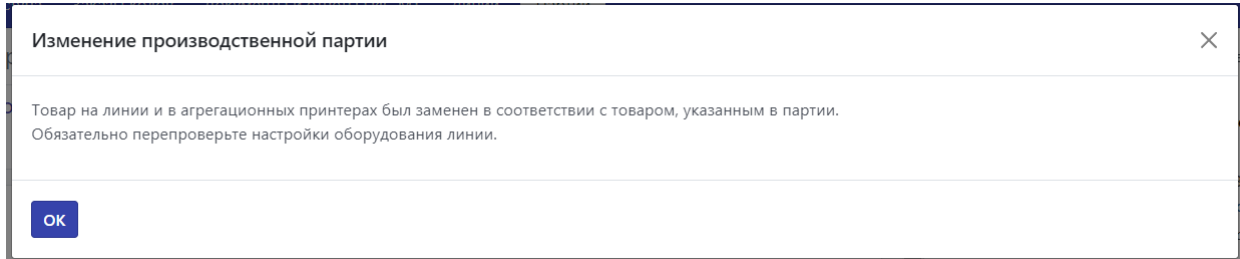 Изменение производственной партии
Товар на линии и в агрегационных принтерах был заменен в соответствии с товаром, указанным в партии.
Обязательно перепроверьте настройки оборудования линии.
ОК